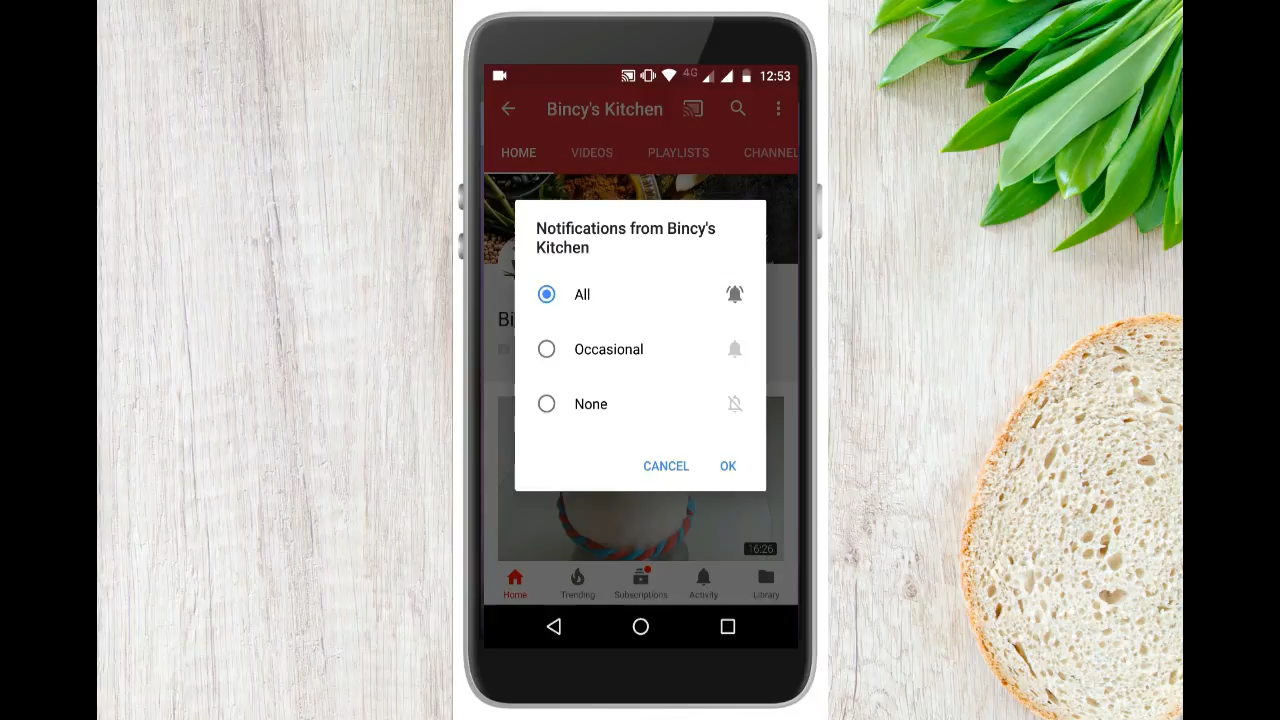 4G 12:53
Bincy's Kitchen
HOME VIDEOS PLAYLISTS CHANNEL
Notifications from Bincy's
Kitchen
All
Bi
Occasional
None
CANCEL OK
16:26
Home Trending Subscriptions Activity Library